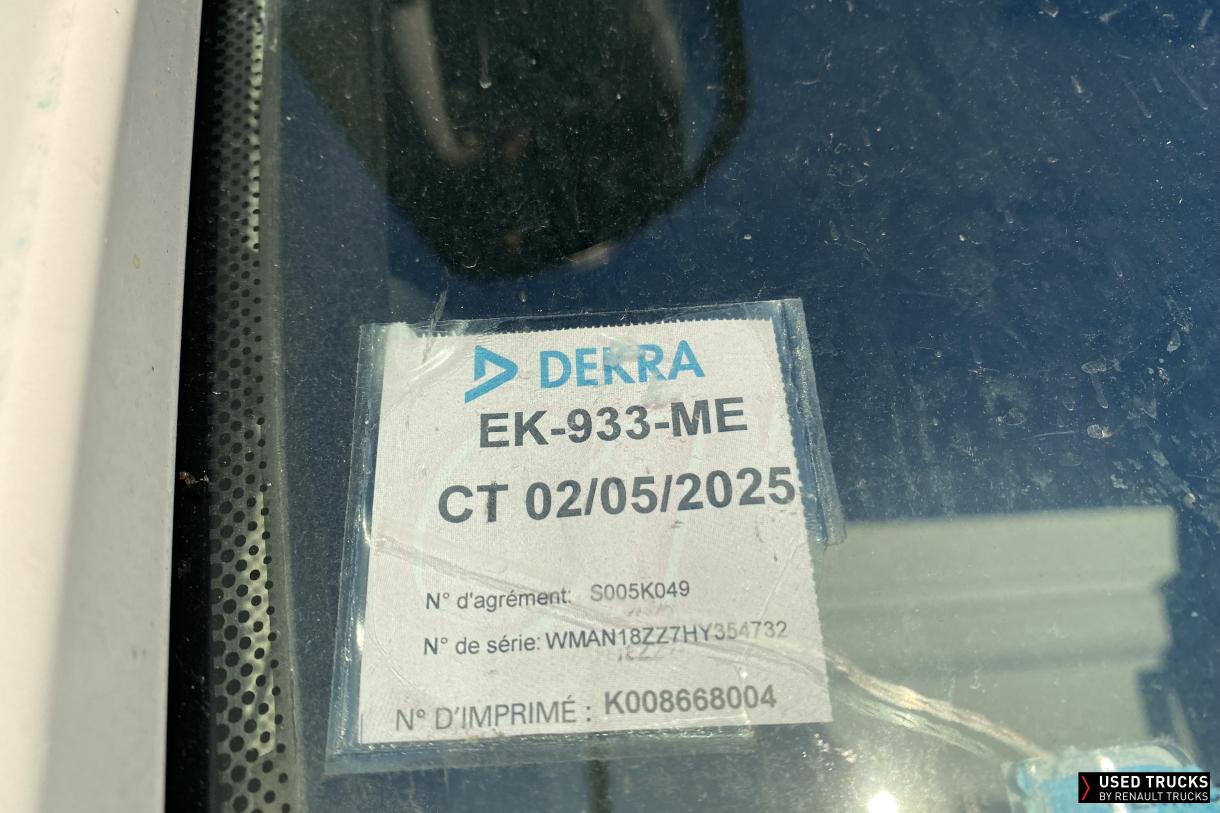 DEKRA
EK-933-ME
CT 02/05/2025
N° d'agrément: S005K049
N° de série: WMAN18ZZ7HY354732
N° D'IMPRIMÉ : K008668004
USED TRUCKS
BY RENAULT TRUCKS